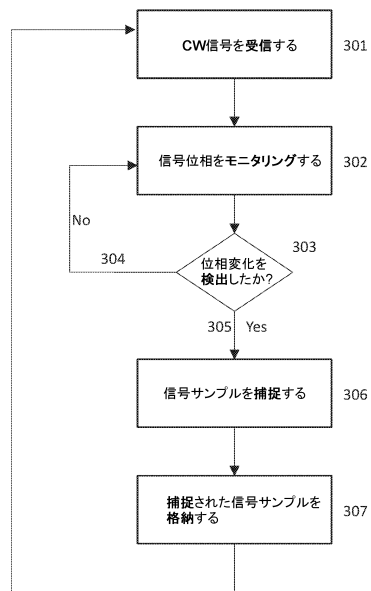 CW信号を受信する
301
信号位相をモニタリングする
302
No
304
303
位相変化を
検出したか?
305
Yes
信号サンプルを捕捉する
306
捕捉された信号サンプルを
格納する
307